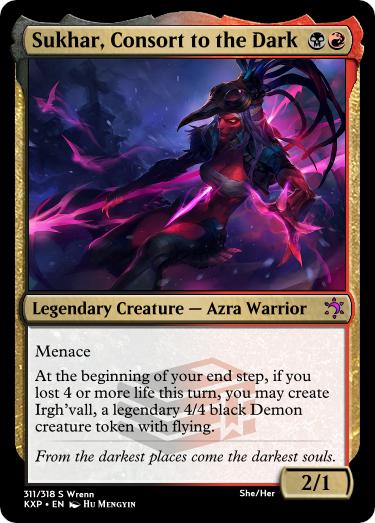 Sukhar, Consort to the Dark
Legendary Creature — Azra Warrior
Menace
At the beginning of your end step, if you
lost 4 or more life this turn, you may create
Irgh'vall, a legendary 4/4 black Demon
creature token with flying.
From the darkest places come the darkest souls.
2/1
311/318 S Wrenn
She/Her
KXP • EN Hu Mengyin